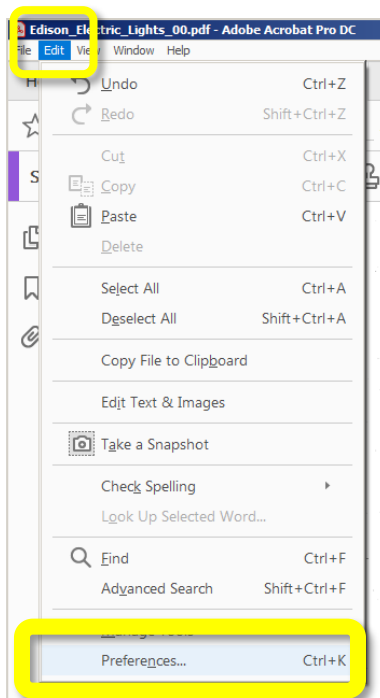 Edison_Electric_Lights_00.pdf - Adobe Acrobat Pro DC
File Edit View Window Help
Undo Ctrl+Z
Redo Shift+Ctrl+Z
Cut Ctrl+X
Copy Ctrl+C
Paste Ctrl+V
Delete
Select All Ctrl+A
Deselect All Shift+Ctrl+A
Copy File to Clipboard
Edit Text & Images
Take a Snapshot
Check Spelling
Look Up Selected Word...
Find Ctrl+F
Advanced Search Shift+Ctrl+F
Manage Tools
Preferences... Ctrl+K